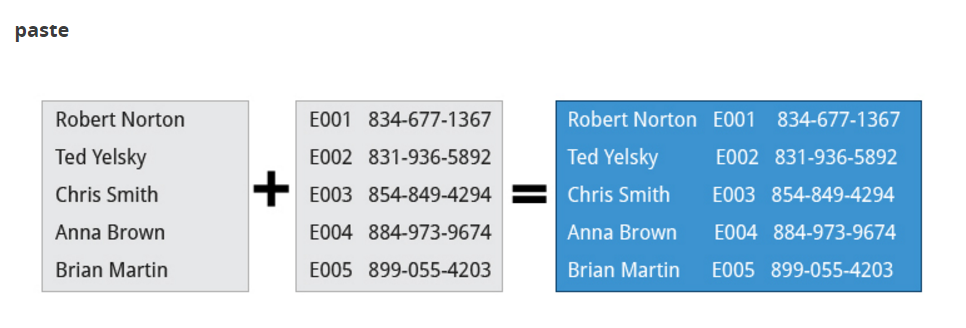 paste
Robert Norton
Ted Yelsky
Chris Smith
Anna Brown
Brian Martin
+
E001 834-677-1367
E002 831-936-5892
E003 854-849-4294
E004 884-973-9674
E005 899-055-4203
=
Robert Norton E001 834-677-1367
Ted Yelsky E002 831-936-5892
Chris Smith E003 854-849-4294
Anna Brown E004 884-973-9674
Brian Martin E005 899-055-4203